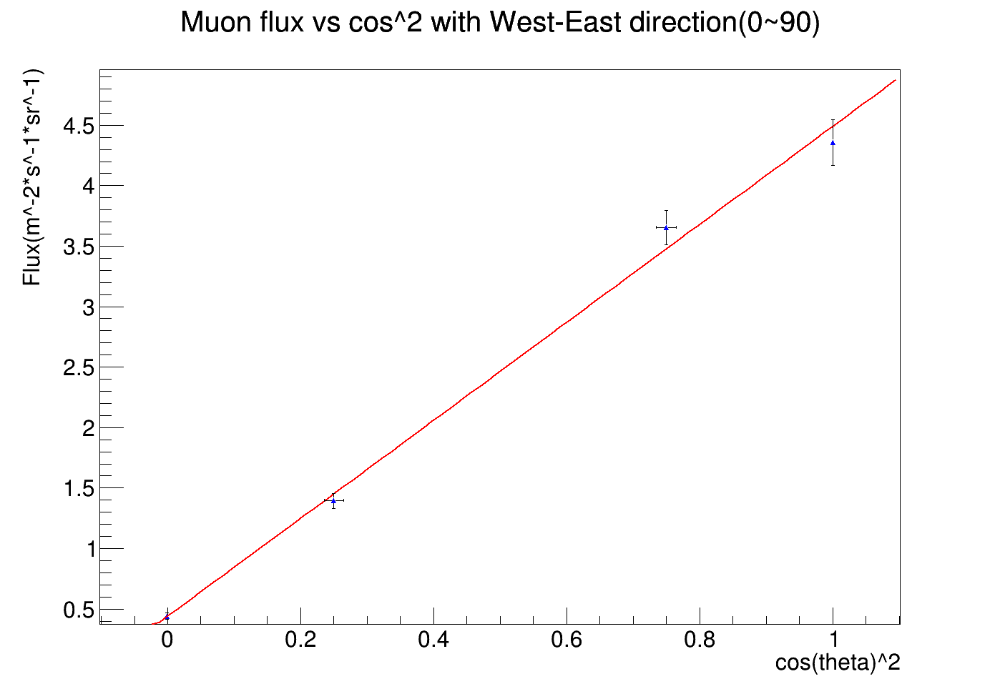 Muon flux vs cos^2 with West-East direction(0~90)
Flux(m^-2*s^-1*sr^-1)
4.5
4
3.5
3
2.5
2
1.5
1
0.5
0 0.2 0.4 0.6 0.8 1
cos(theta)^2